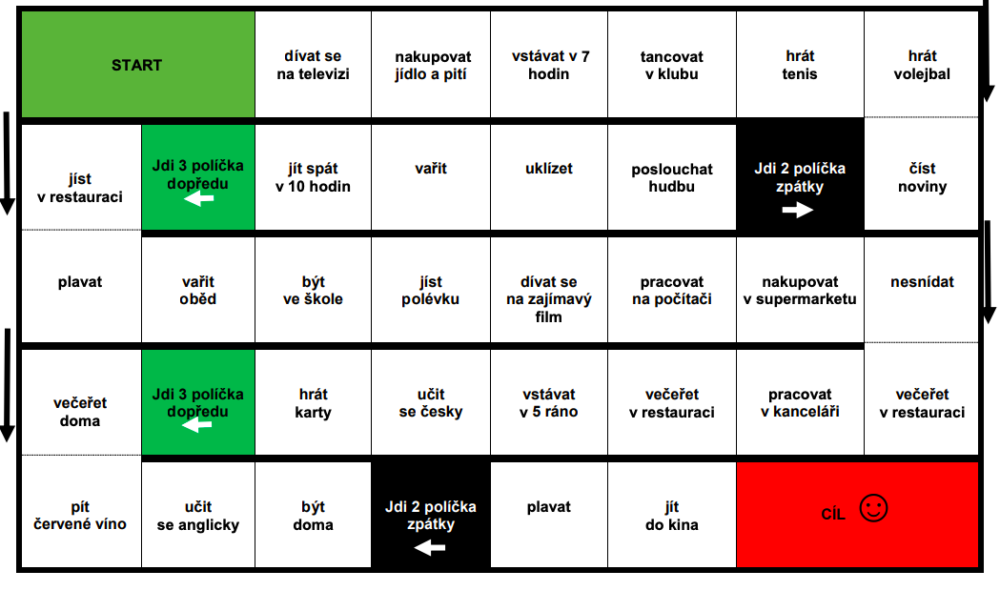 START
dívat se
na televizi
nakupovat
jídlo a pití
vstávat v 7
hodin
tancovat
v klubu
hrát
tenis
hrát
volejbal
jíst
v restauraci
Jdi 3 políčka
dopředu
jít spát
v 10 hodin
vařit
uklízet
poslouchat
hudbu
Jdi 2 políčka
zpátky
číst
noviny
plavat
vařit
oběd
být
ve škole
jíst
polévku
dívat se
na zajímavý
film
pracovat
na počítači
nakupovat
v supermarketu
nesnídat
večeřet
doma
Jdi 3 políčka
dopředu
hrát
karty
učit
se česky
vstávat
v 5 ráno
večeřet
v restauraci
pracovat
v kanceláři
večeřet
v restauraci
pít
červené víno
učit
se anglicky
být
doma
Jdi 2 políčka
zpátky
plavat
jít
do kina
CÍL